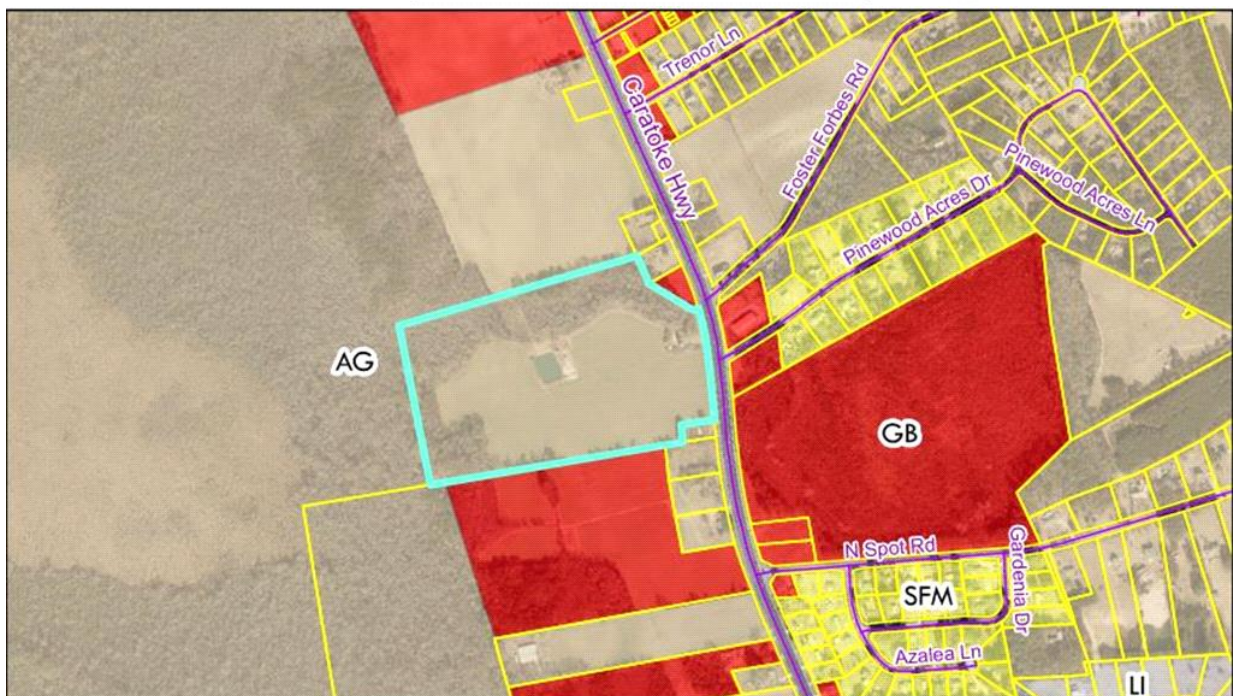 Trenor Ln
Caratoke Hwy
Foster Forbes Rd
Pinewood Acres Dr
Pinewood Acres Ln
AG
GB
N Spot Rd
Gardenia Dr
SFM
Azalea Ln
LI